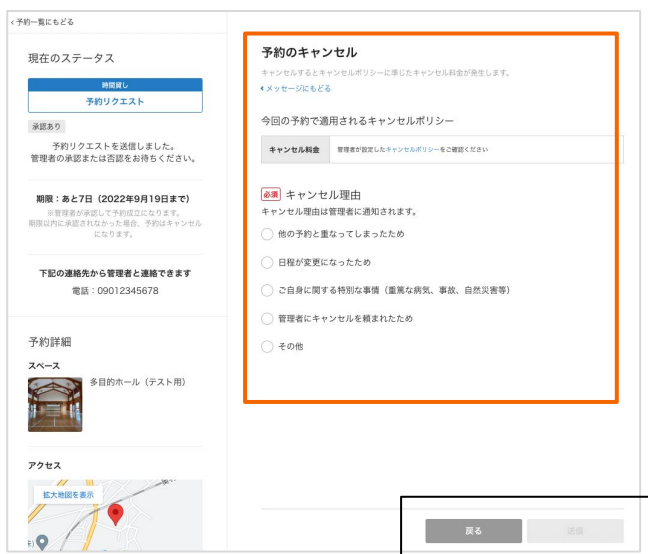 ‹予約一覧にもどる
現在のステータス
時間貸し
予約リクエスト
承認あり
予約リクエストを送信しました。
管理者の承認または否認をお待ちください。
期限：あと7日（2022年9月19日まで）
※管理者が承認して予約成立になります。
期限以内に承認されなかった場合、予約はキャンセル
になります。
下記の連絡先から管理者と連絡できます
電話：09012345678
予約詳細
スペース
多目的ホール（テスト用）
アクセス
拡大地図を表示
予約のキャンセル
キャンセルするとキャンセルポリシーに準じたキャンセル料金が発生します。
メッセージにもどる
今回の予約で適用されるキャンセルポリシー
キャンセル料金 管理者が設定したキャンセルポリシーをご確認ください
必須 キャンセル理由
キャンセル理由は管理者に通知されます。
他の予約と重なってしまったため
日程が変更になったため
ご自身に関する特別な事情（重篤な病気、事故、自然災害等）
管理者にキャンセルを頼まれたため
その他
戻る 送信